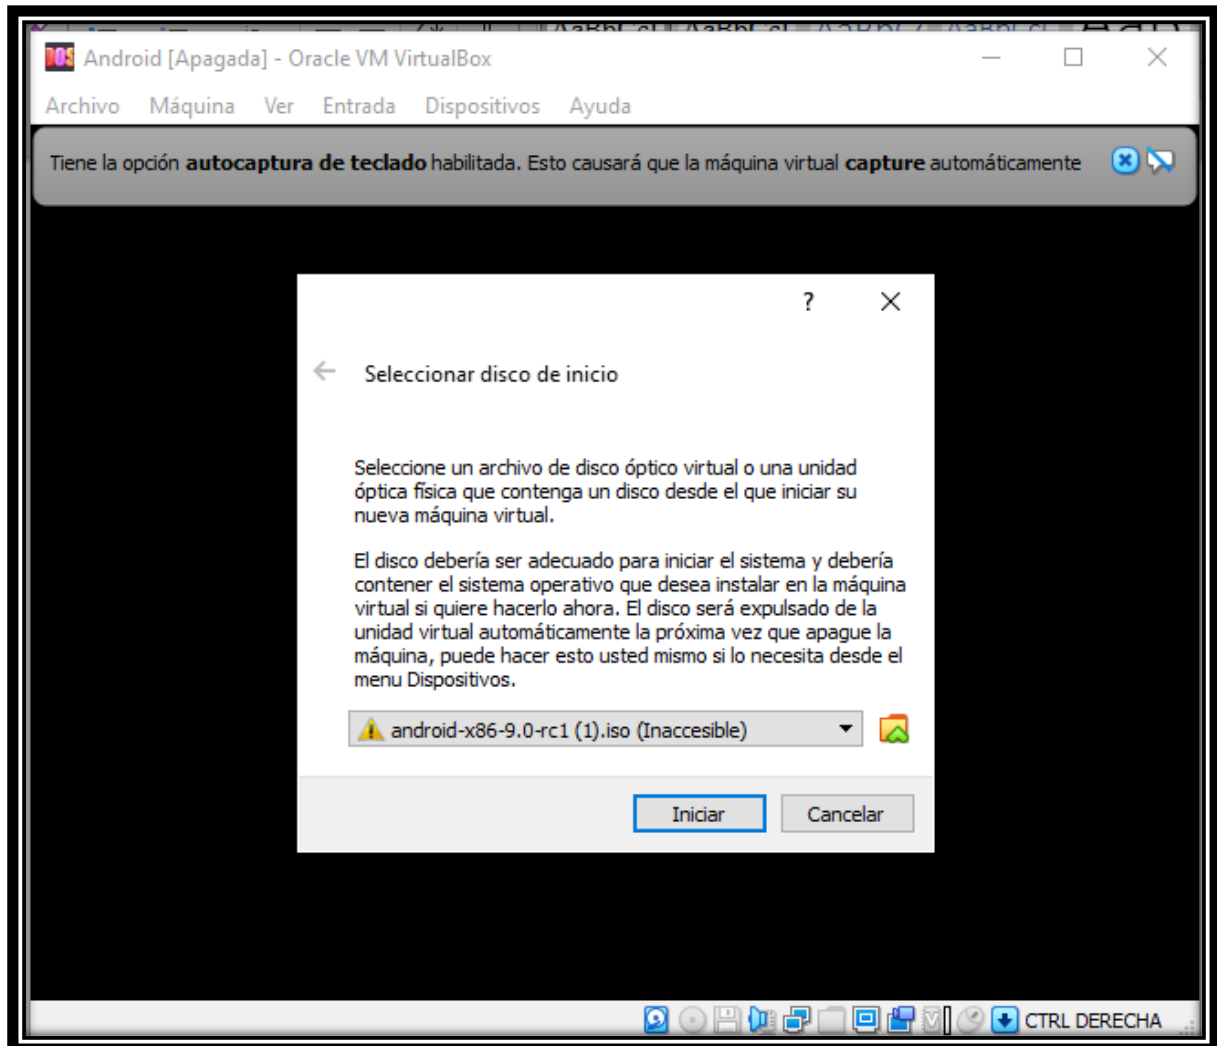 AaBbCcI AaBbCcI AaBbCc AaBbCcI AaB
Android [Apagada] - Oracle VM VirtualBox
Archivo Máquina Ver Entrada Dispositivos Ayuda
Tiene la opción autocaptura de teclado habilitada. Esto causará que la máquina virtual capture automáticamente
?
Seleccionar disco de inicio
Seleccione un archivo de disco óptico virtual o una unidad
óptica física que contenga un disco desde el que iniciar su
nueva máquina virtual.
El disco debería ser adecuado para iniciar el sistema y debería
contener el sistema operativo que desea instalar en la máquina
virtual si quiere hacerlo ahora. El disco será expulsado de la
unidad virtual automáticamente la próxima vez que apague la
máquina, puede hacer esto usted mismo si lo necesita desde el
menu Dispositivos.
android-x86-9.0-rc1 (1).iso (Inaccesible)
Iniciar Cancelar
CTRL DERECHA